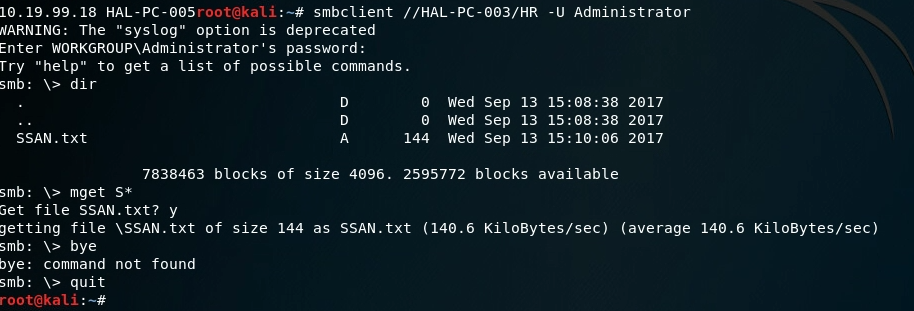 10.19.99.18 HAL-PC-005root@kali:~# smbclient //HAL-PC-003/HR -U Administrator
WARNING: The "syslog" option is deprecated
Enter WORKGROUP\Administrator's password:
Try "help" to get a list of possible commands.
smb: \> dir
  .                                   D        0  Wed Sep 13 15:08:38 2017
  ..                                  D        0  Wed Sep 13 15:08:38 2017
  SSAN.txt                            A      144  Wed Sep 13 15:10:06 2017
		7838463 blocks of size 4096. 2595772 blocks available
smb: \> mget S*
Get file SSAN.txt? y
getting file \SSAN.txt of size 144 as SSAN.txt (140.6 KiloBytes/sec) (average 140.6 KiloBytes/sec)
smb: \> bye
bye: command not found
smb: \> quit
root@kali:~#